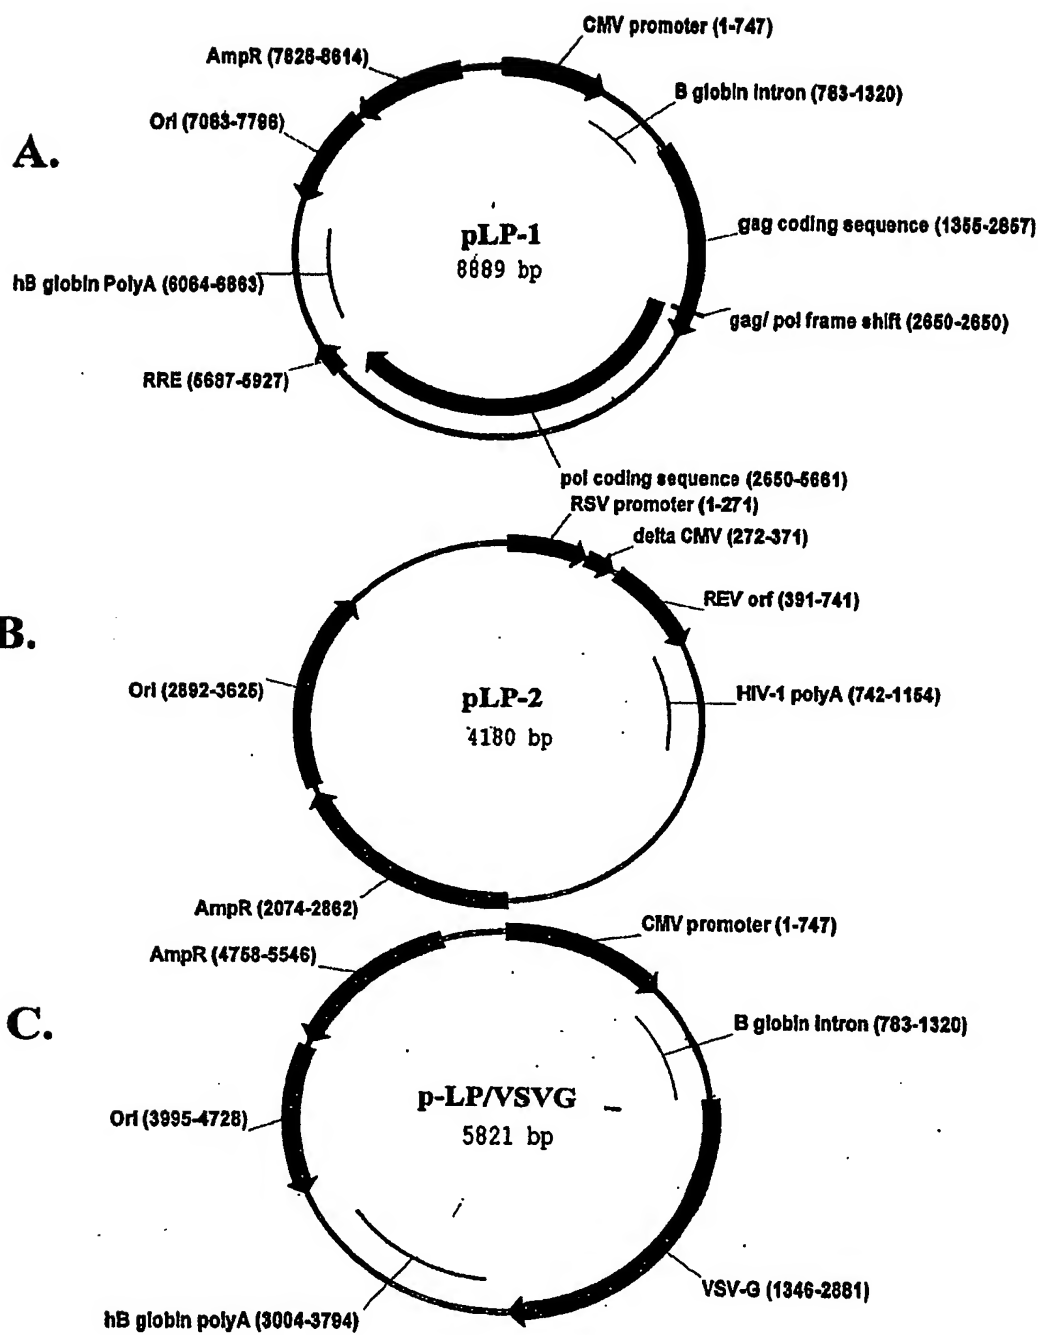 CMV promoter (1-747)
AmpR (7828-8614)
B globin intron (783-1320)
Ori (7063-7796)
A.
pLP-1
8889 bp
gag coding sequence (1355-2857)
hB globin PolyA (6064-6863)
gag/ pol frame shift (2650-2650)
RRE (5687-5927)
pol coding sequence (2650-5661)
RSV promoter (1-271)
delta CMV (272-371)
REV orf (391-741)
B.
Ori (2892-3625)
pLP-2
4180 bp
HIV-1 polyA (742-1154)
AmpR (2074-2862)
CMV promoter (1-747)
AmpR (4758-5546)
C.
B globin intron (783-1320)
p-LP/VSVG
5821 bp
Ori (3995-4728)
VSV-G (1346-2881)
hB globin polyA (3004-3794)